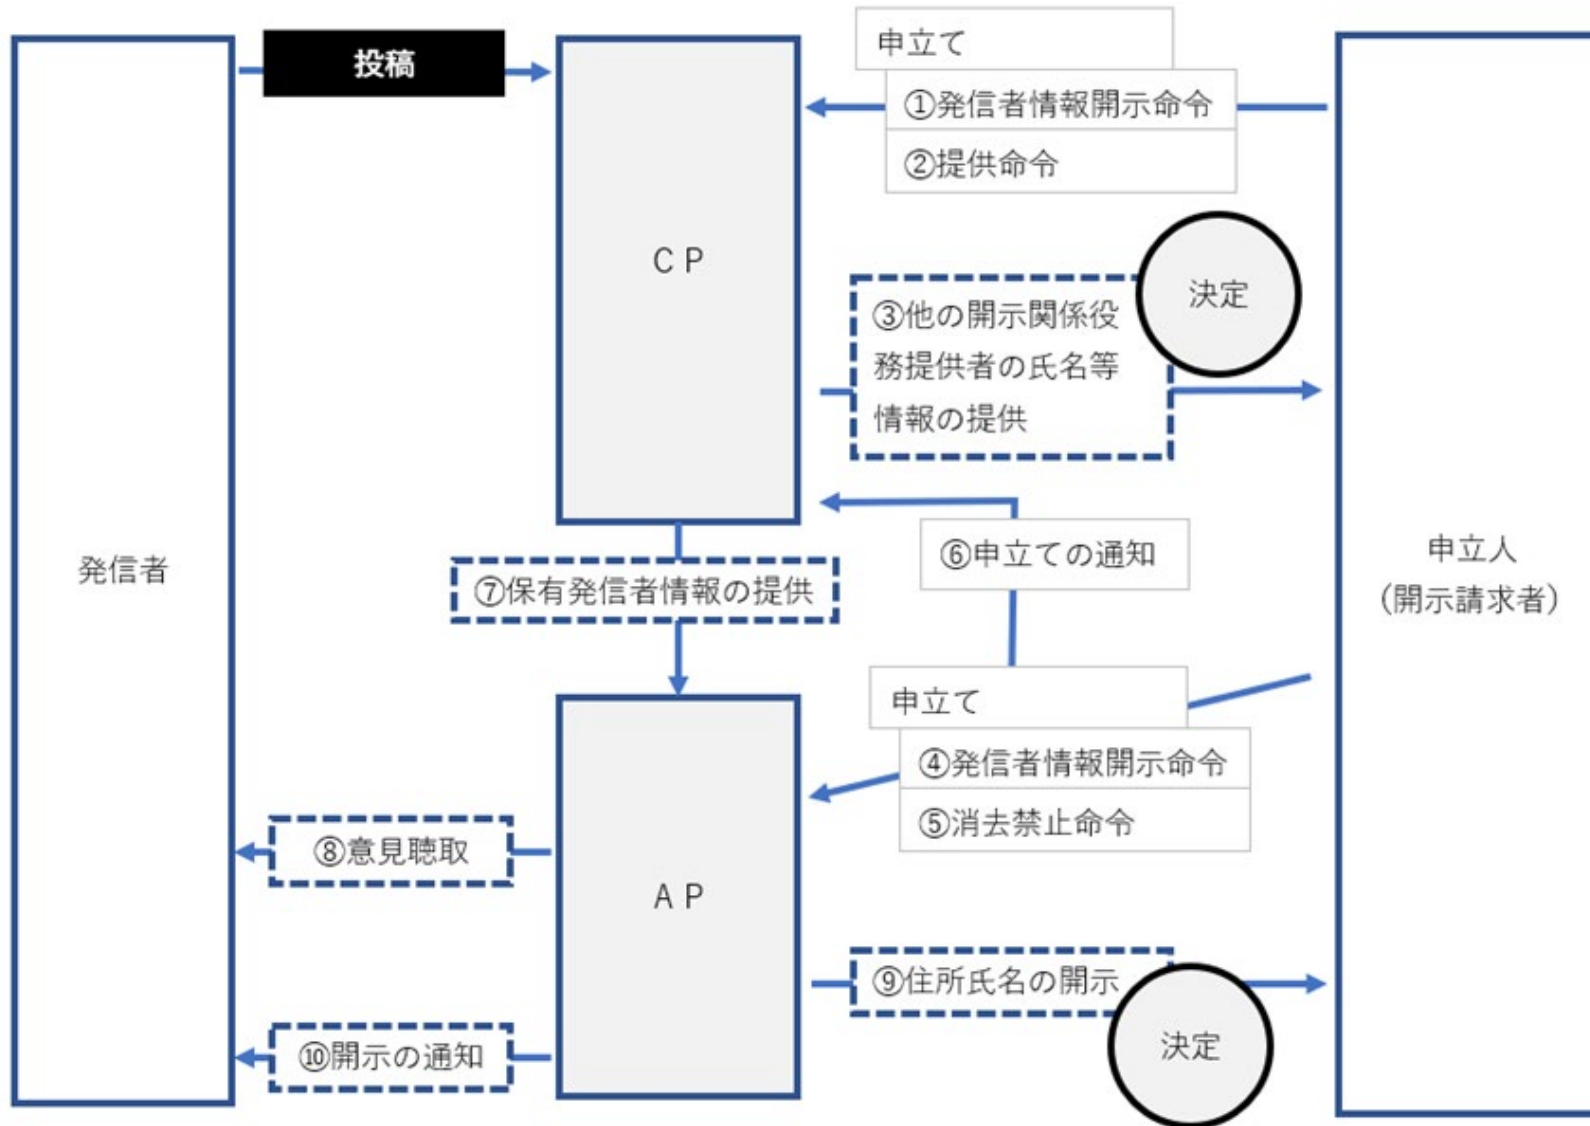 投稿
申立て
①発信者情報開示命令
②提供命令
ＣＰ
決定
③他の開示関係役
務提供者の氏名等
情報の提供
発信者
⑥申立ての通知
申立人
（開示請求者）
⑦保有発信者情報の提供
申立て
④発信者情報開示命令
⑤消去禁止命令
⑧意見聴取
ＡＰ
⑨住所氏名の開示
決定
⑩開示の通知